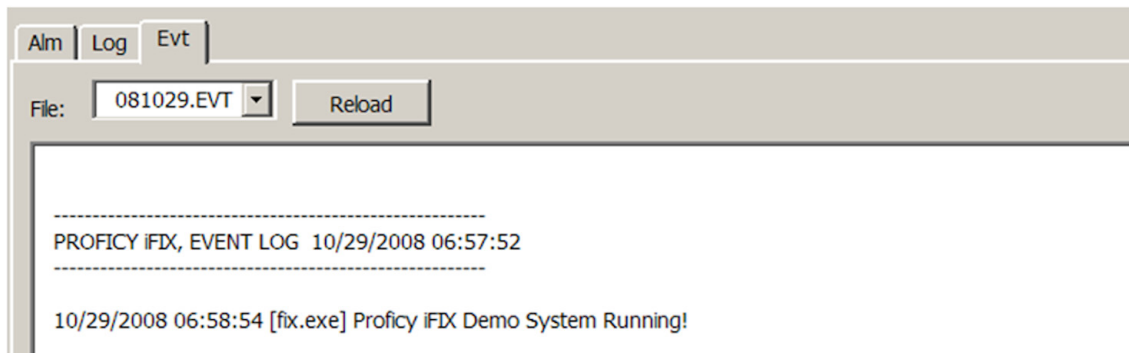 Alm Log Evt
File: 081029.EVT Reload
--------------------------------------------------------
PROFICY iFIX, EVENT LOG  10/29/2008 06:57:52
--------------------------------------------------------
10/29/2008 06:58:54 [fix.exe] Proficy iFIX Demo System Running!